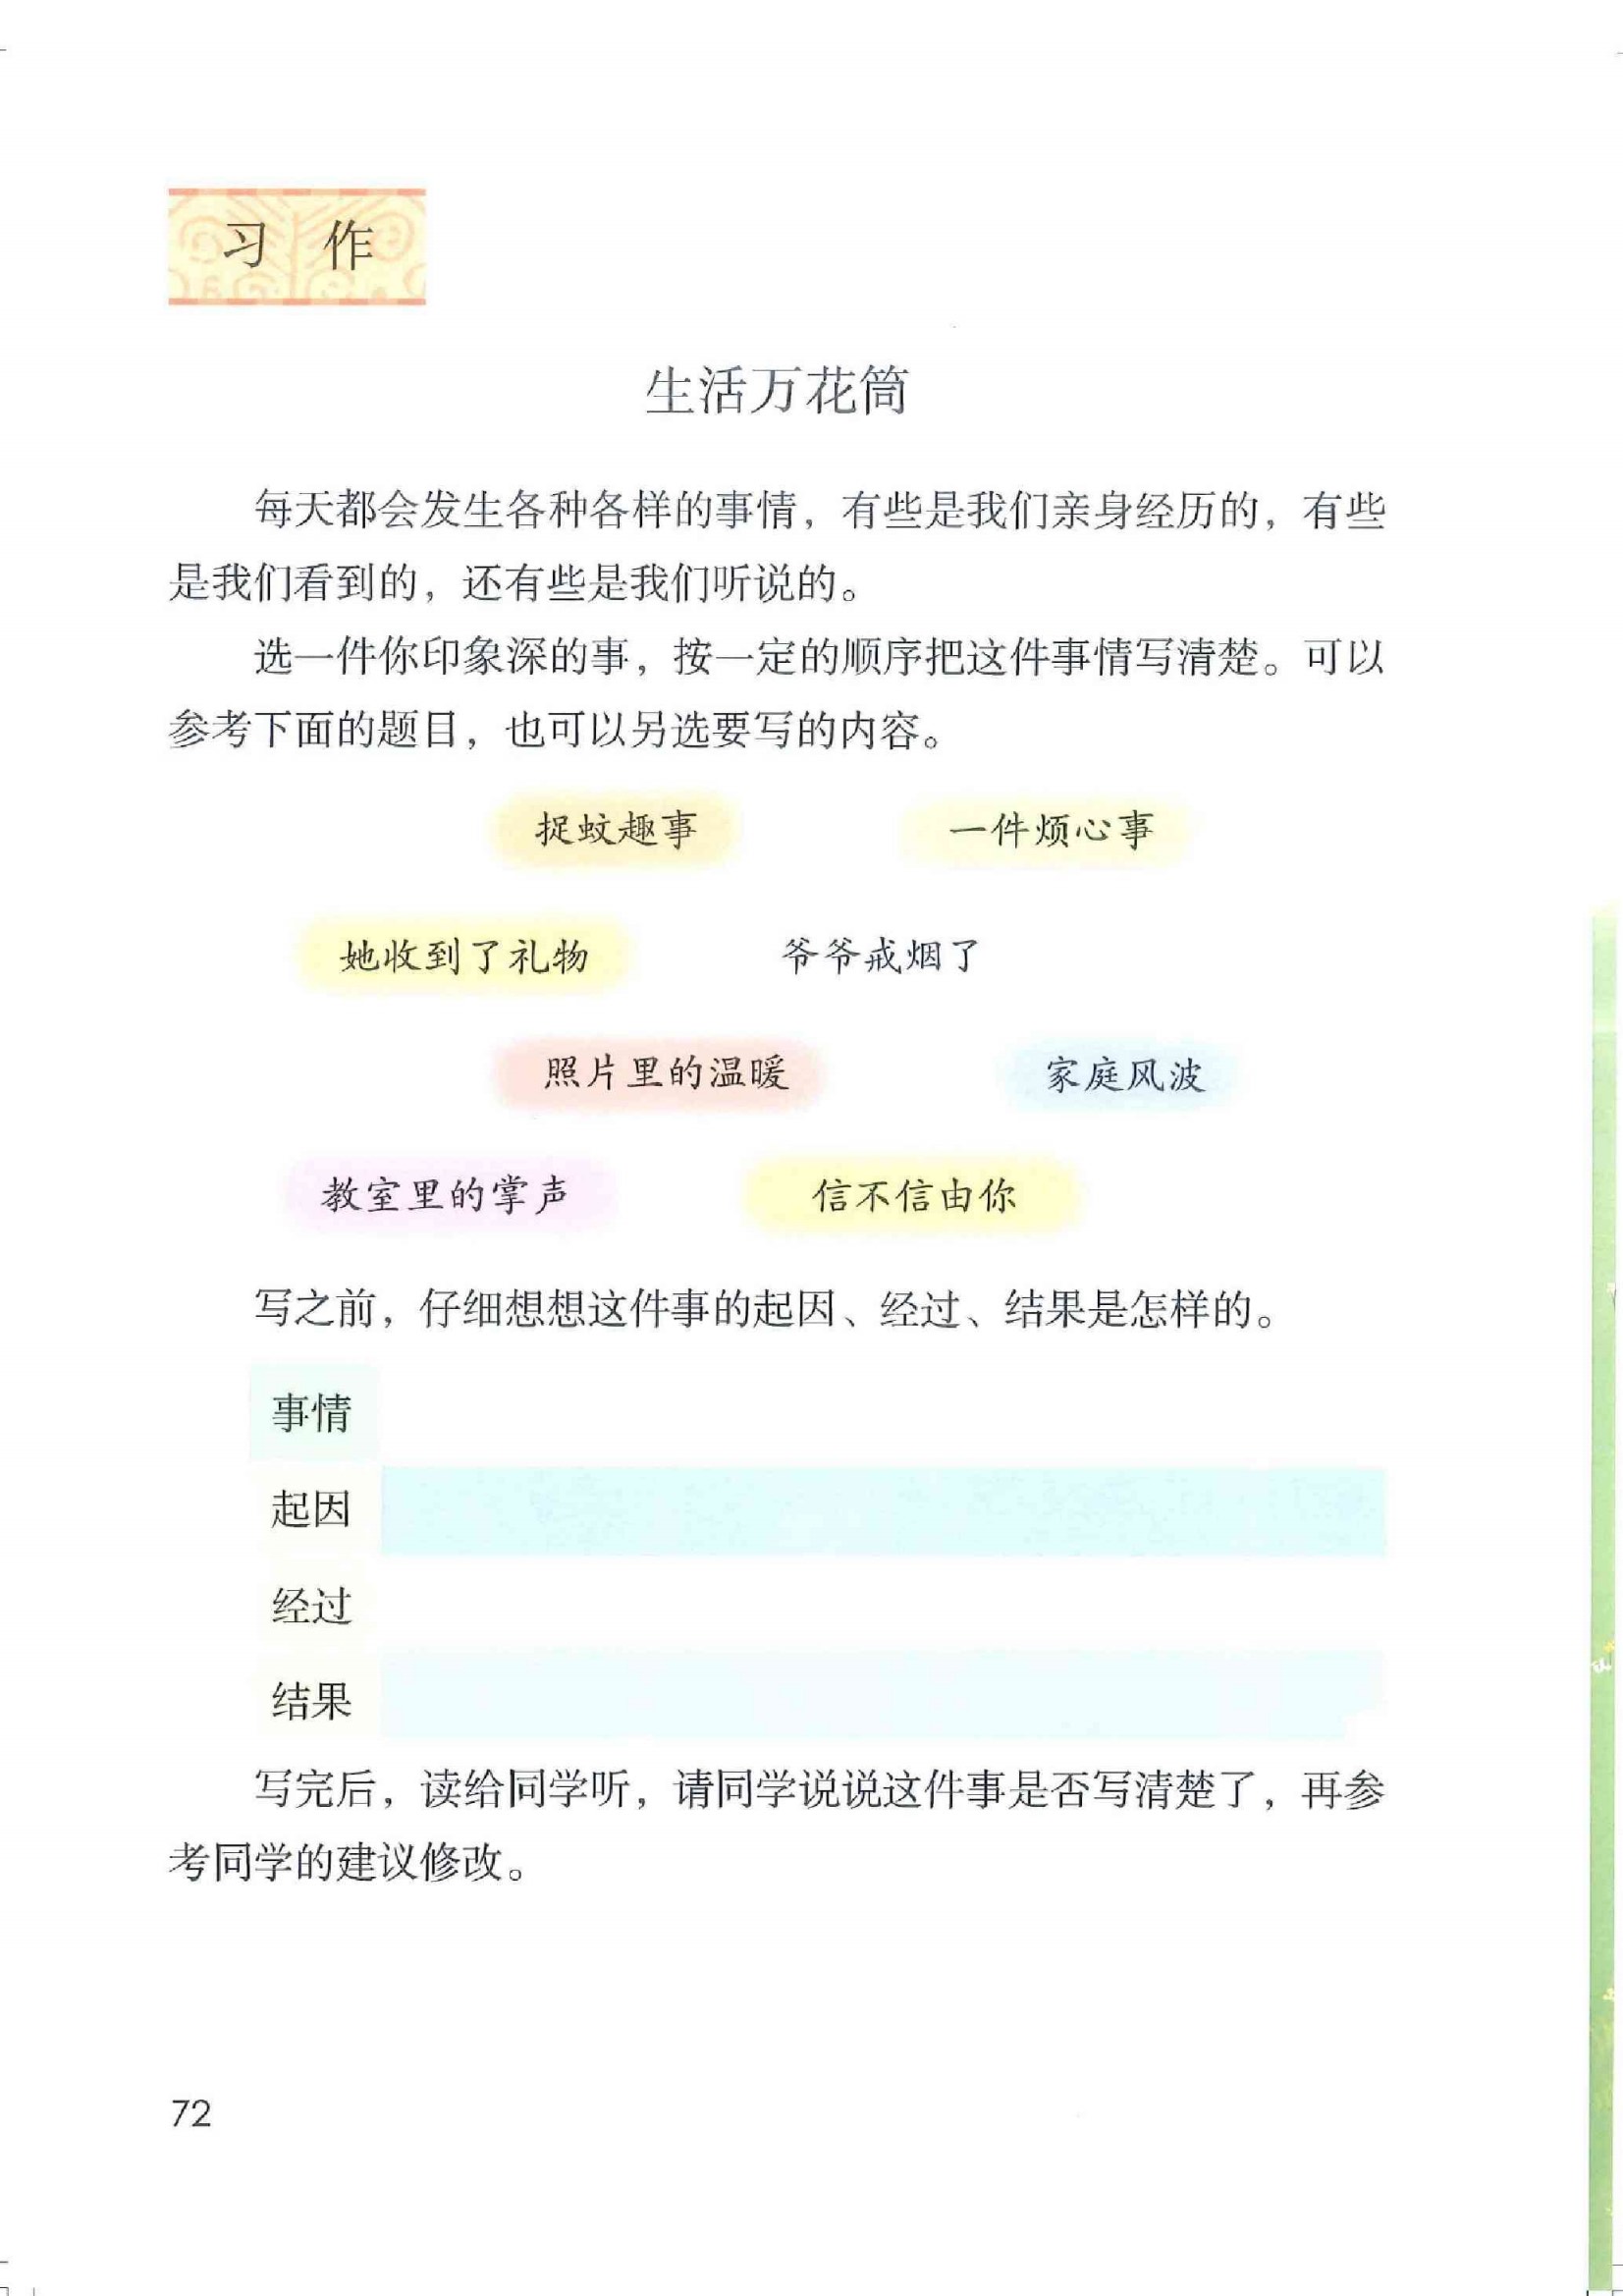 习 作
生活万花筒
每天都会发生各种各样的事情，有些是我们亲身经历的，有些
是我们看到的，还有些是我们听说的。
选一件你印象深的事，按一定的顺序把这件事情写清楚。可以
参考下面的题目，也可以另选要写的内容。
捉蚊趣事 一件烦心事
她收到了礼物 爷爷戒烟了
照片里的温暖 家庭风波
教室里的掌声 信不信由你
写之前，仔细想想这件事的起因、经过、结果是怎样的。
事情
起因
经过
结果
写完后，读给同学听，请同学说说这件事是否写清楚了，再参
考同学的建议修改。
72